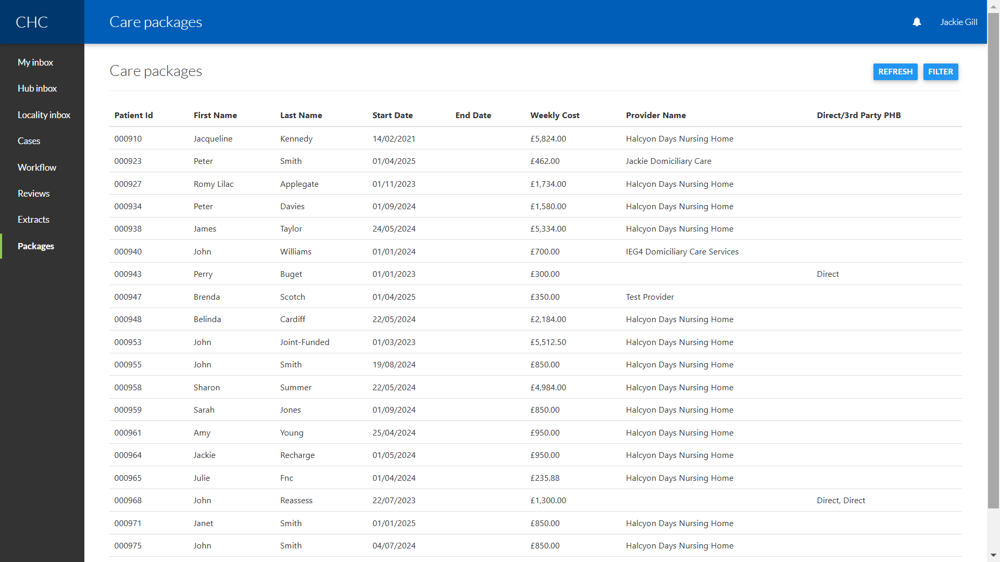 CHC
Care packages
Jackie Gill
My inbox
Hub inbox
Locality inbox
Cases
Workflow
Reviews
Extracts
Packages
Care packages
REFRESH FILTER
Patient Id First Name Last Name Start Date End Date Weekly Cost Provider Name Direct/3rd Party PHB
000910 Jacqueline Kennedy 14/02/2021 £5,824.00 Halcyon Days Nursing Home
000923 Peter Smith 01/04/2025 £462.00 Jackie Domiciliary Care
000927 Romy Lilac Applegate 01/11/2023 £1,734.00 Halcyon Days Nursing Home
000934 Peter Davies 01/09/2024 £1,580.00 Halcyon Days Nursing Home
000938 James Taylor 24/05/2024 £5,334.00 Halcyon Days Nursing Home
000940 John Williams 01/01/2024 £700.00 IEG4 Domiciliary Care Services
000943 Perry Buget 01/01/2023 £300.00 Direct
000947 Brenda Scotch 01/04/2025 £350.00 Test Provider
000948 Belinda Cardiff 22/05/2024 £2,184.00 Halcyon Days Nursing Home
000953 John Joint-Funded 01/03/2023 £5,512.50 Halcyon Days Nursing Home
000955 John Smith 19/08/2024 £850.00 Halcyon Days Nursing Home
000958 Sharon Summer 22/05/2024 £4,984.00 Halcyon Days Nursing Home
000959 Sarah Jones 01/09/2024 £850.00 Halcyon Days Nursing Home
000961 Amy Young 25/04/2024 £950.00 Halcyon Days Nursing Home
000964 Jackie Recharge 01/05/2024 £950.00 Halcyon Days Nursing Home
000965 Julie Fnc 01/04/2024 £235.88 Halcyon Days Nursing Home
000968 John Reassess 22/07/2023 £1,300.00 Direct, Direct
000971 Janet Smith 01/01/2025 £850.00 Halcyon Days Nursing Home
000975 John Smith 04/07/2024 £850.00 Halcyon Days Nursing Home